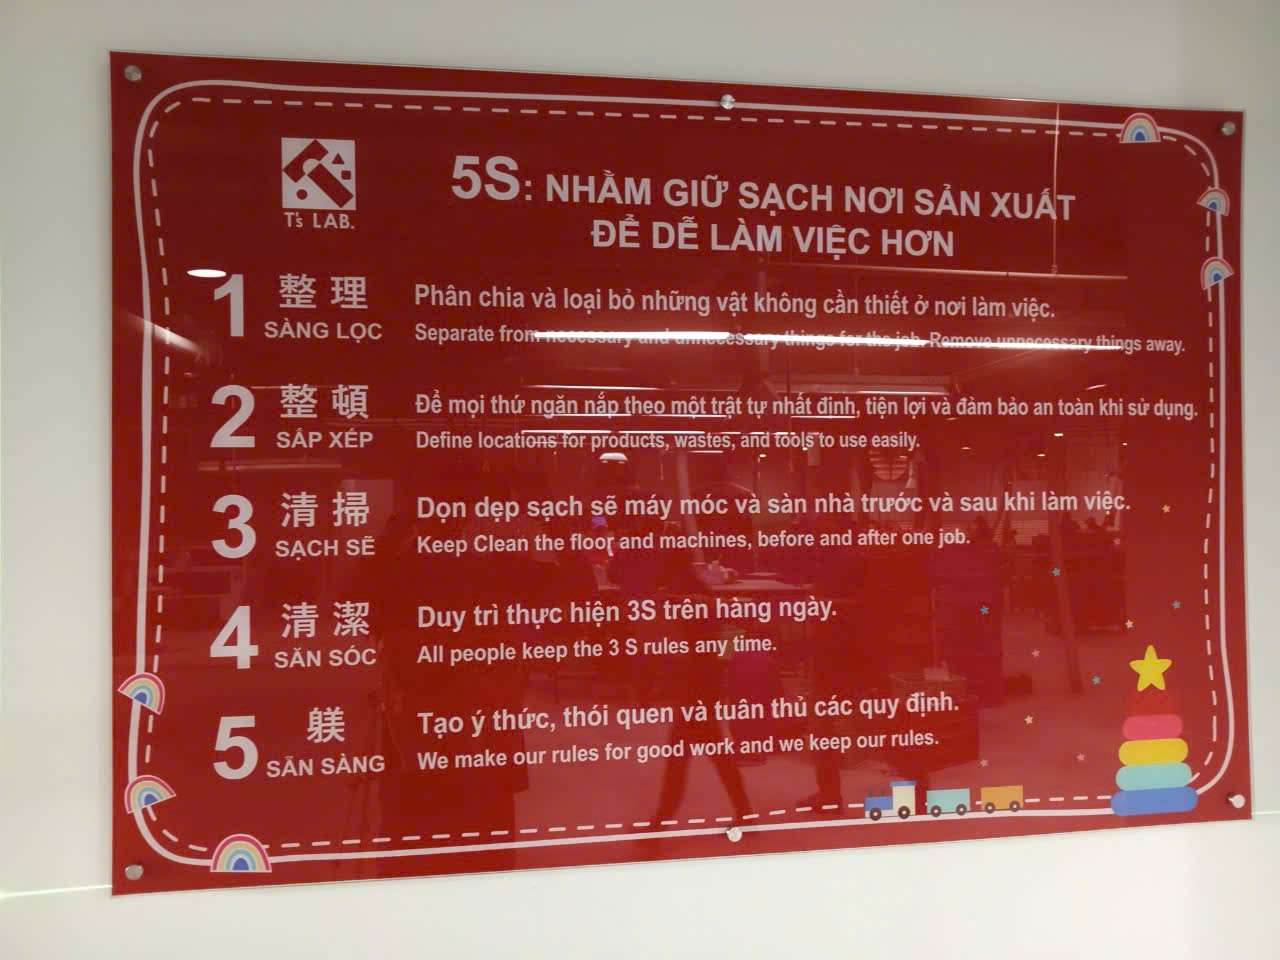 T's LAB.
5S: NHẰM GIỮ SẠCH NƠI SẢN XUẤT
ĐỂ DỄ LÀM VIỆC HƠN
1 整理
SÀNG LỌC
Phân chia và loại bỏ những vật không cần thiết ở nơi làm việc.
Separate from necessary and unnecessary things for the job. Remove unnecessary things away.
2 整頓
SẮP XẾP
Để mọi thứ ngăn nắp theo một trật tự nhất định, tiện lợi và đảm bảo an toàn khi sử dụng.
Define locations for products, wastes, and tools to use easily.
3 清掃
SẠCH SẼ
Dọn dẹp sạch sẽ máy móc và sàn nhà trước và sau khi làm việc.
Keep Clean the floor and machines, before and after one job.
4 清潔
SĂN SÓC
Duy trì thực hiện 3S trên hàng ngày.
All people keep the 3 S rules any time.
5 躾
SẴN SÀNG
Tạo ý thức, thói quen và tuân thủ các quy định.
We make our rules for good work and we keep our rules.